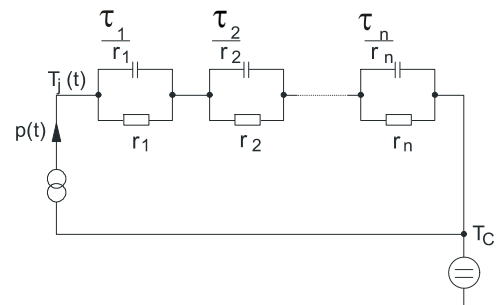 τ1/r1 τ2/r2 τn/rn
Tj(t)
p(t)
r1 r2 rn
TC